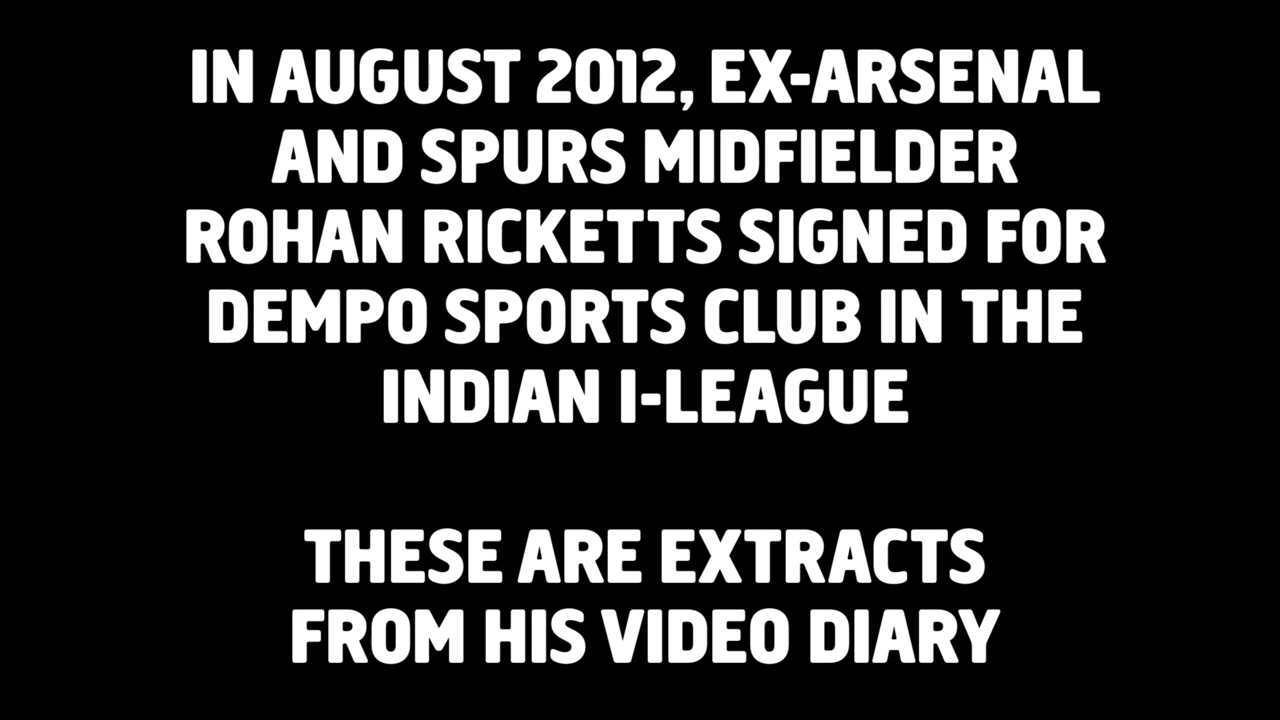 IN AUGUST 2012, EX-ARSENAL
AND SPURS MIDFIELDER
ROHAN RICKETTS SIGNED FOR
DEMPO SPORTS CLUB IN THE
INDIAN I-LEAGUE
THESE ARE EXTRACTS
FROM HIS VIDEO DIARY